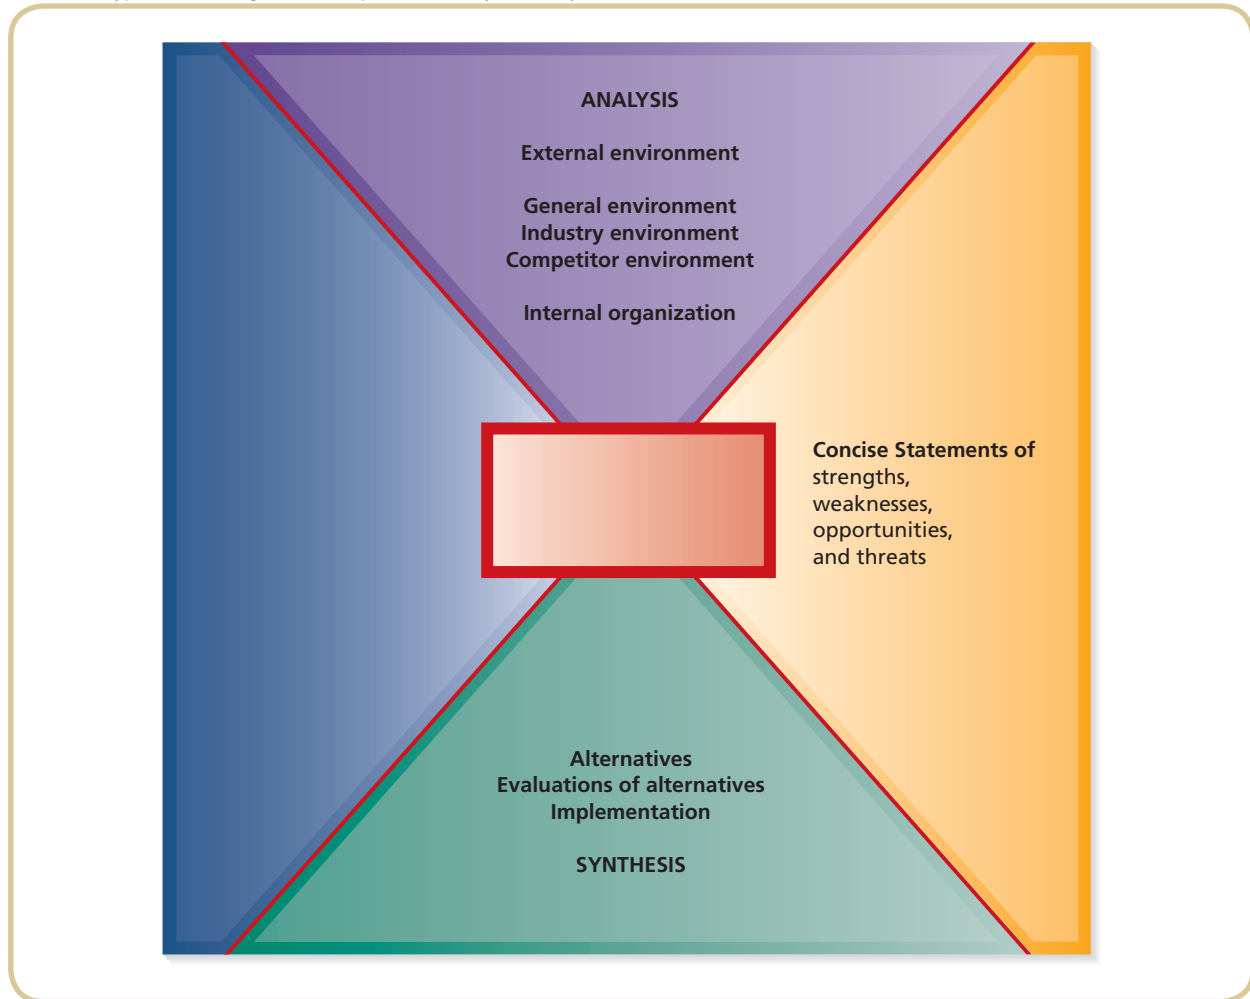 ANALYSIS
External environment
General environment
Industry environment
Competitor environment
Internal organization
Concise Statements of
strengths,
weaknesses,
opportunities,
and threats
Alternatives
Evaluations of alternatives
Implementation
SYNTHESIS